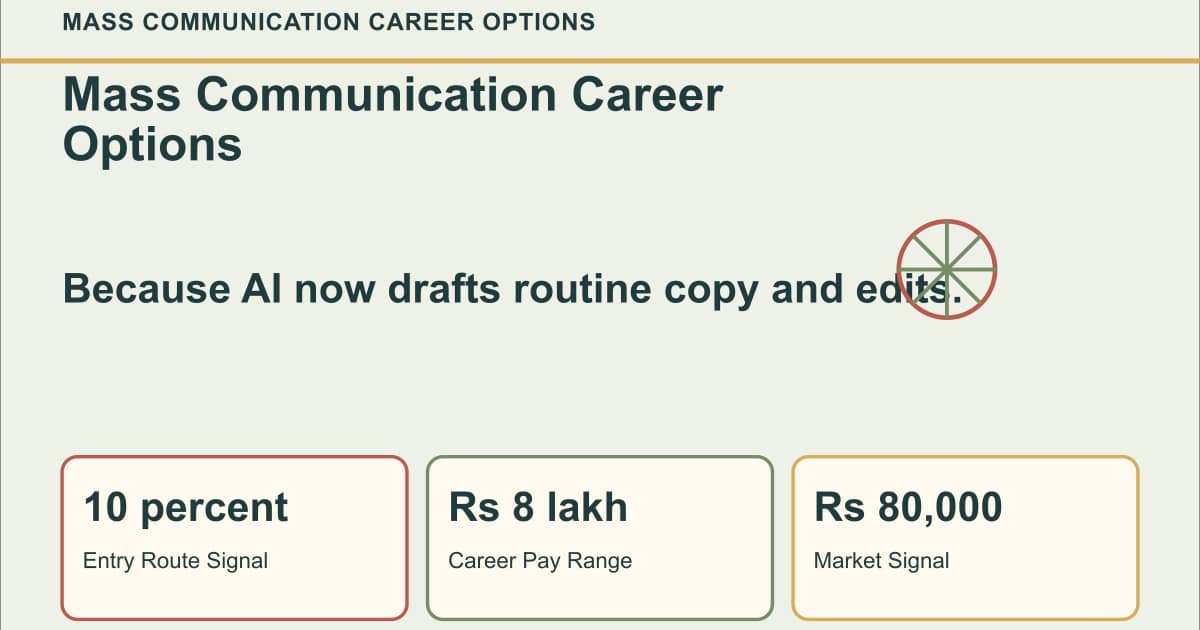 MASS COMMUNICATION CAREER OPTIONS
Mass Communication Career
Options
Because AI now drafts routine copy and edits.
10 percent
Entry Route Signal
Rs 8 lakh
Career Pay Range
Rs 80,000
Market Signal